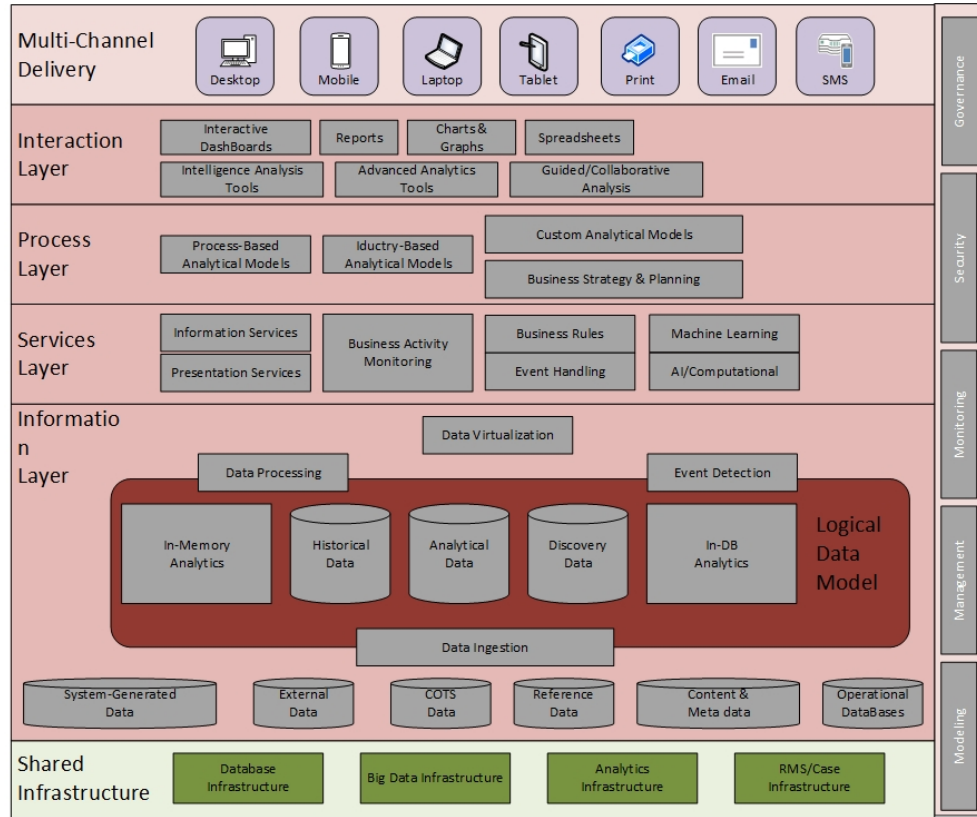 Multi-Channel
Delivery
Desktop
Mobile
Laptop
Tablet
Print
Email
SMS
Interaction
Layer
Interactive
DashBoards
Reports
Charts &
Graphs
Spreadsheets
Intelligence Analysis
Tools
Advanced Analytics
Tools
Guided/Collaborative
Analysis
Process
Layer
Process-Based
Analytical Models
Iductry-Based
Analytical Models
Custom Analytical Models
Business Strategy & Planning
Services
Layer
Information Services
Presentation Services
Business Activity
Monitoring
Business Rules
Event Handling
Machine Learning
AI/Computational
Informatio
n
Layer
Data Virtualization
Data Processing
Event Detection
In-Memory
Analytics
Historical
Data
Analytical
Data
Discovery
Data
In-DB
Analytics
Logical
Data
Model
Data Ingestion
System-Generated
Data
External
Data
COTS
Data
Reference
Data
Content &
Meta data
Operational
DataBases
Shared
Infrastructure
Database
Infrastructure
Big Data Infrastructure
Analytics
Infrastructure
RMS/Case
Infrastructure
Governance
Security
Monitoring
Management
Modeling